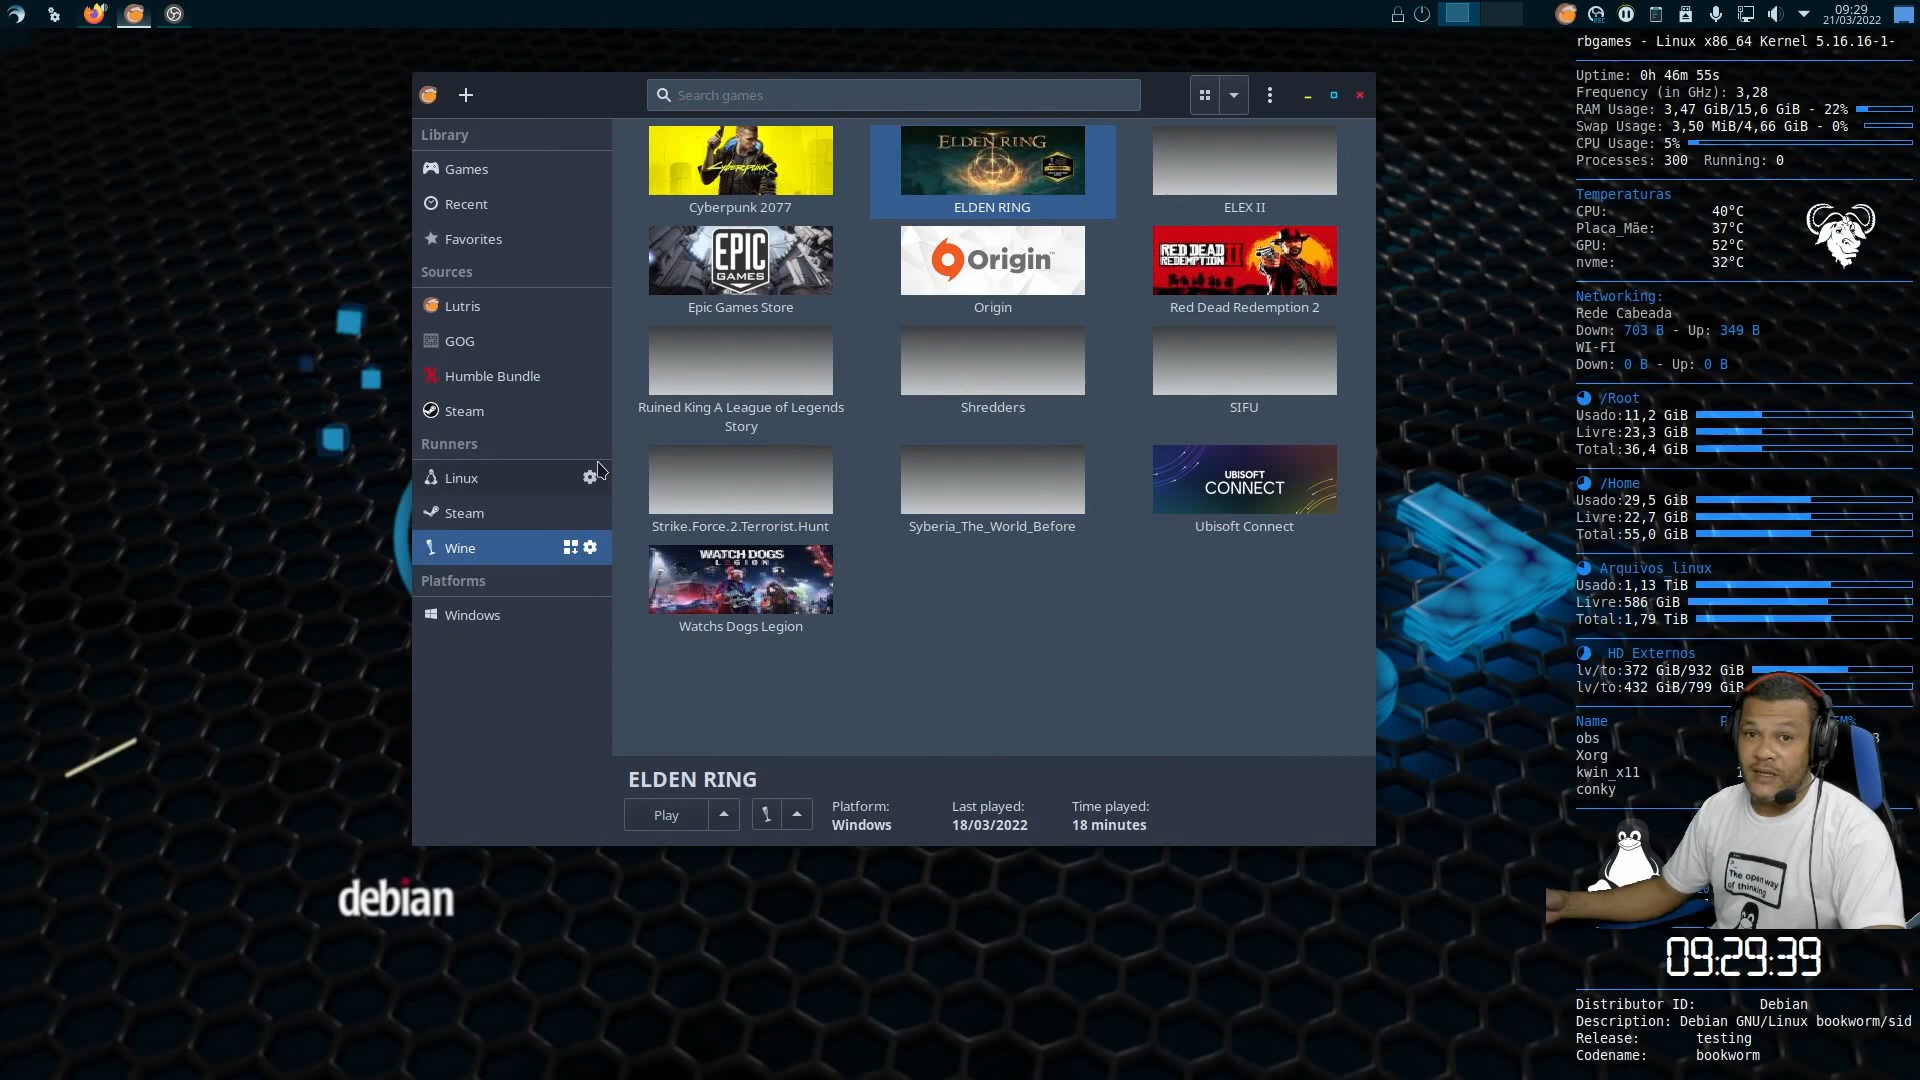 09:29
21/03/2022
rbgames - Linux x86_64 Kernel 5.16.16-1-
Uptime: 0h 46m 55s
Frequency (in GHz): 3,28
RAM Usage: 3,47 GiB/15,6 GiB - 22%
Swap Usage: 3,50 MiB/4,66 GiB - 0%
CPU Usage: 5%
Processes: 300 Running: 0
Temperaturas
CPU: 40°C
Placa_Mãe: 37°C
GPU: 52°C
nvme: 32°C
Networking:
Rede Cabeada
Down: 703 B - Up: 349 B
WI-FI
Down: 0 B - Up: 0 B
/Root
Usado:11,2 GiB
Livre:23,3 GiB
Total:36,4 GiB
/Home
Usado:29,5 GiB
Livre:22,7 GiB
Total:55,0 GiB
Arquivos_linux
Usado:1,13 TiB
Livre:586 GiB
Total:1,79 TiB
HD_Externos
lv/to:372 GiB/932 GiB
lv/to:432 GiB/799 GiB
Name
obs
Xorg
kwin_x11
conky
The open way
of thinking
09:29:39
Distributor ID: Debian
Description: Debian GNU/Linux bookworm/sid
Release: testing
Codename: bookworm
Search games
Library
Games
Recent
Favorites
Sources
Lutris
GOG
Humble Bundle
Steam
Runners
Linux
Steam
Wine
Platforms
Windows
CYBERPUNK
Cyberpunk 2077
ELDEN RING
ELDEN RING
ELEX II
EPIC
GAMES
Epic Games Store
Origin
Origin
RED DEAD
REDEMPTION II
Red Dead Redemption 2
Ruined King A League of Legends
Story
Shredders
SIFU
Strike.Force.2.Terrorist.Hunt
Syberia_The_World_Before
UBISOFT
CONNECT
Ubisoft Connect
WATCH DOGS
LEGION
Watchs Dogs Legion
ELDEN RING
Play
Platform:
Windows
Last played:
18/03/2022
Time played:
18 minutes
debian